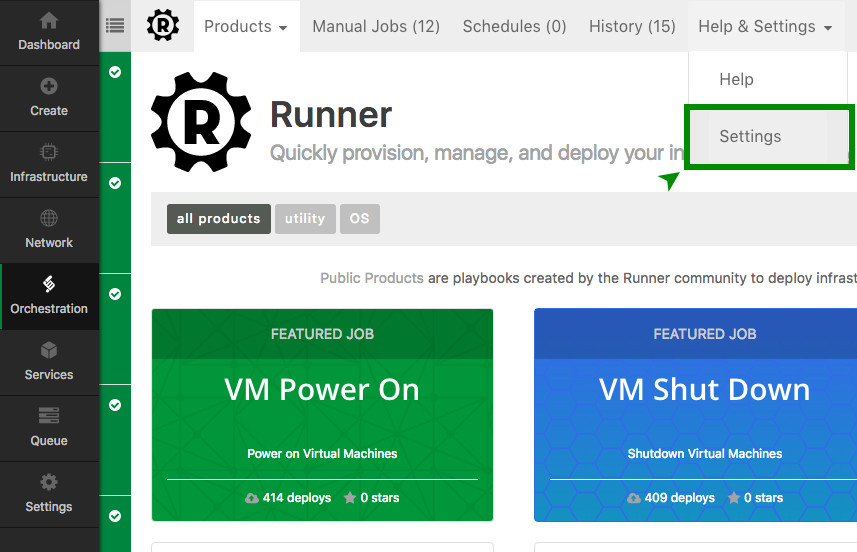 Dashboard
Create
Infrastructure
Network
Orchestration
Services
Queue
Settings
R
Products
Manual Jobs (12)
Schedules (0)
History (15)
Help & Settings
Help
Settings
R
Runner
Quickly provision, manage, and deploy your in
all products
utility
OS
Public Products are playbooks created by the Runner community to deploy infrast
FEATURED JOB
VM Power On
Power on Virtual Machines
414 deploys
0 stars
FEATURED JOB
VM Shut Down
Shutdown Virtual Machines
409 deploys
0 stars